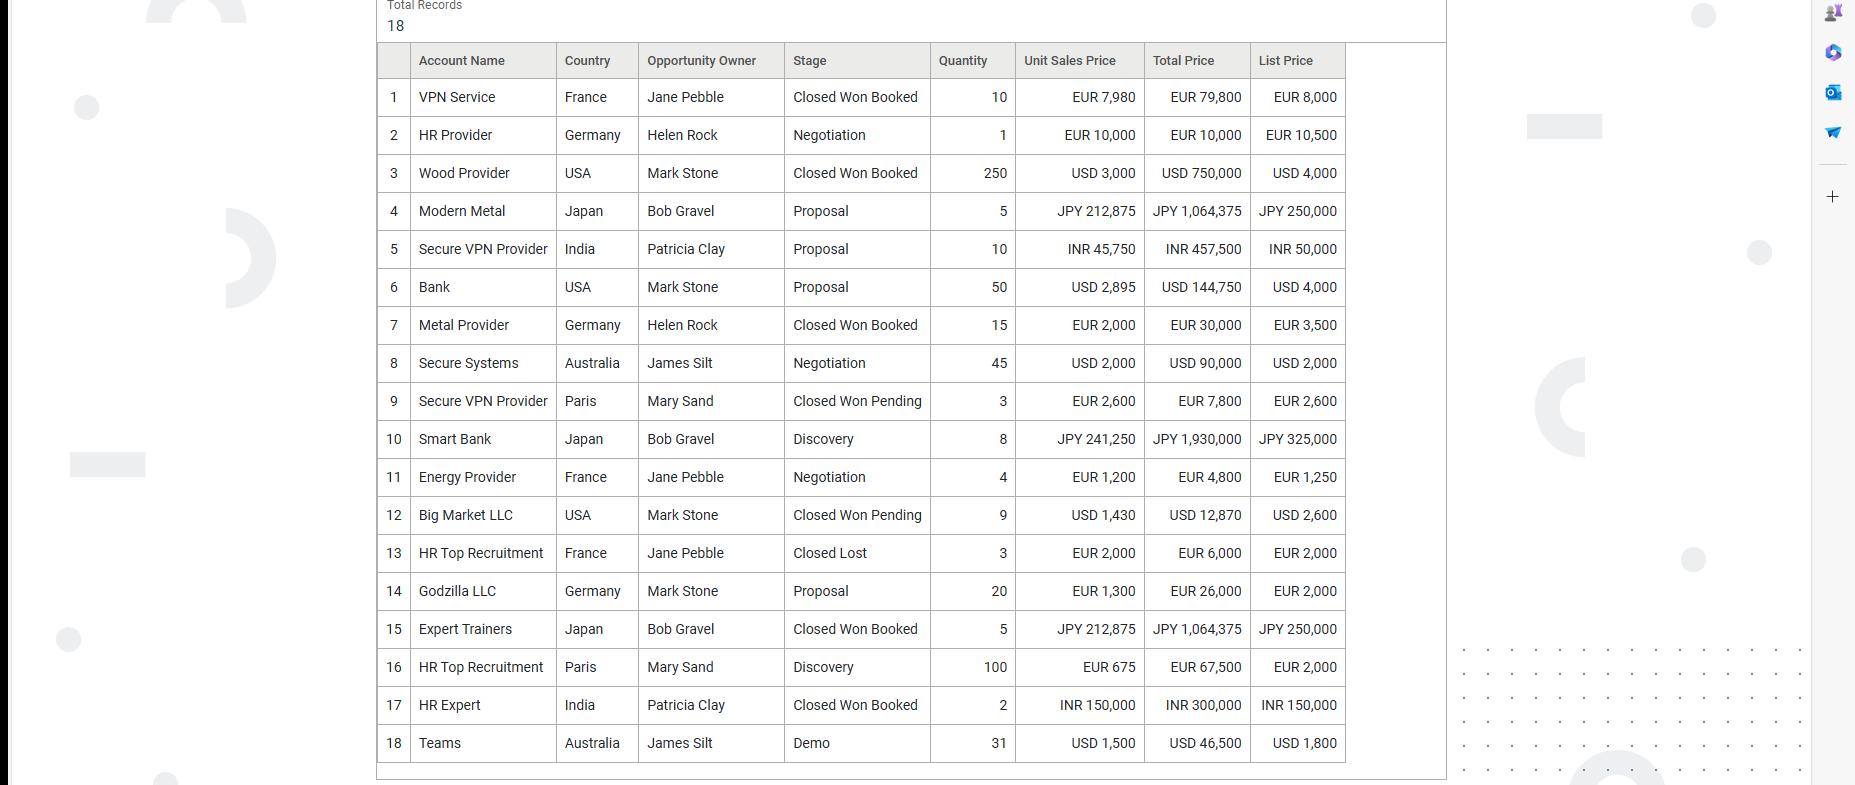 Total Records
18
Account Name Country Opportunity Owner Stage Quantity Unit Sales Price Total Price List Price
1 VPN Service France Jane Pebble Closed Won Booked 10 EUR 7,980 EUR 79,800 EUR 8,000
2 HR Provider Germany Helen Rock Negotiation 1 EUR 10,000 EUR 10,000 EUR 10,500
3 Wood Provider USA Mark Stone Closed Won Booked 250 USD 3,000 USD 750,000 USD 4,000
4 Modern Metal Japan Bob Gravel Proposal 5 JPY 212,875 JPY 1,064,375 JPY 250,000
5 Secure VPN Provider India Patricia Clay Proposal 10 INR 45,750 INR 457,500 INR 50,000
6 Bank USA Mark Stone Proposal 50 USD 2,895 USD 144,750 USD 4,000
7 Metal Provider Germany Helen Rock Closed Won Booked 15 EUR 2,000 EUR 30,000 EUR 3,500
8 Secure Systems Australia James Silt Negotiation 45 USD 2,000 USD 90,000 USD 2,000
9 Secure VPN Provider Paris Mary Sand Closed Won Pending 3 EUR 2,600 EUR 7,800 EUR 2,600
10 Smart Bank Japan Bob Gravel Discovery 8 JPY 241,250 JPY 1,930,000 JPY 325,000
11 Energy Provider France Jane Pebble Negotiation 4 EUR 1,200 EUR 4,800 EUR 1,250
12 Big Market LLC USA Mark Stone Closed Won Pending 9 USD 1,430 USD 12,870 USD 2,600
13 HR Top Recruitment France Jane Pebble Closed Lost 3 EUR 2,000 EUR 6,000 EUR 2,000
14 Godzilla LLC Germany Mark Stone Proposal 20 EUR 1,300 EUR 26,000 EUR 2,000
15 Expert Trainers Japan Bob Gravel Closed Won Booked 5 JPY 212,875 JPY 1,064,375 JPY 250,000
16 HR Top Recruitment Paris Mary Sand Discovery 100 EUR 675 EUR 67,500 EUR 2,000
17 HR Expert India Patricia Clay Closed Won Booked 2 INR 150,000 INR 300,000 INR 150,000
18 Teams Australia James Silt Demo 31 USD 1,500 USD 46,500 USD 1,800